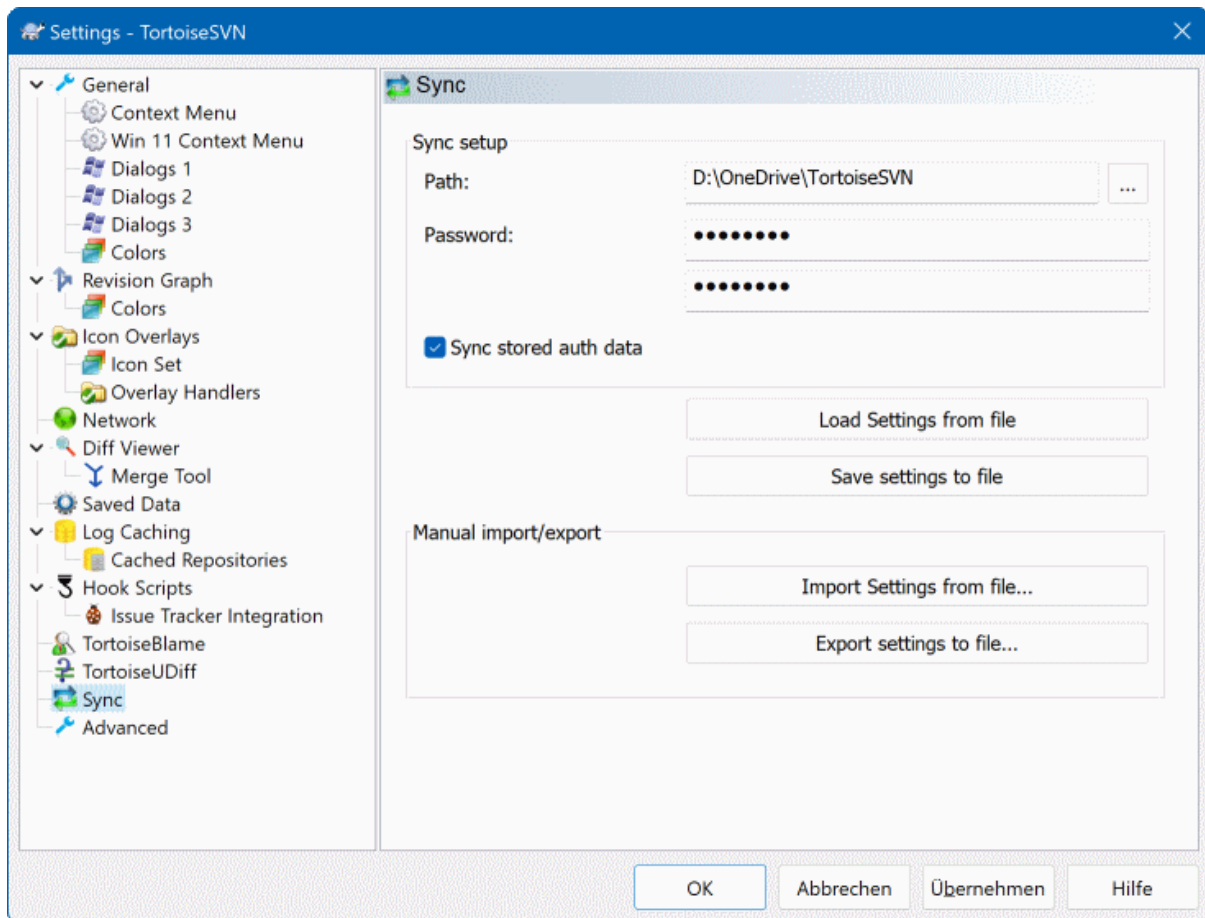 Settings - TortoiseSVN
General
Context Menu
Win 11 Context Menu
Dialogs 1
Dialogs 2
Dialogs 3
Colors
Revision Graph
Colors
Icon Overlays
Icon Set
Overlay Handlers
Network
Diff Viewer
Merge Tool
Saved Data
Log Caching
Cached Repositories
Hook Scripts
Issue Tracker Integration
TortoiseBlame
TortoiseUDiff
Sync
Advanced
Sync
Sync setup
Path:
D:\OneDrive\TortoiseSVN
...
Password:
●●●●●●●●
●●●●●●●●
Sync stored auth data
Load Settings from file
Save settings to file
Manual import/export
Import Settings from file...
Export settings to file...
OK
Abbrechen
Übernehmen
Hilfe